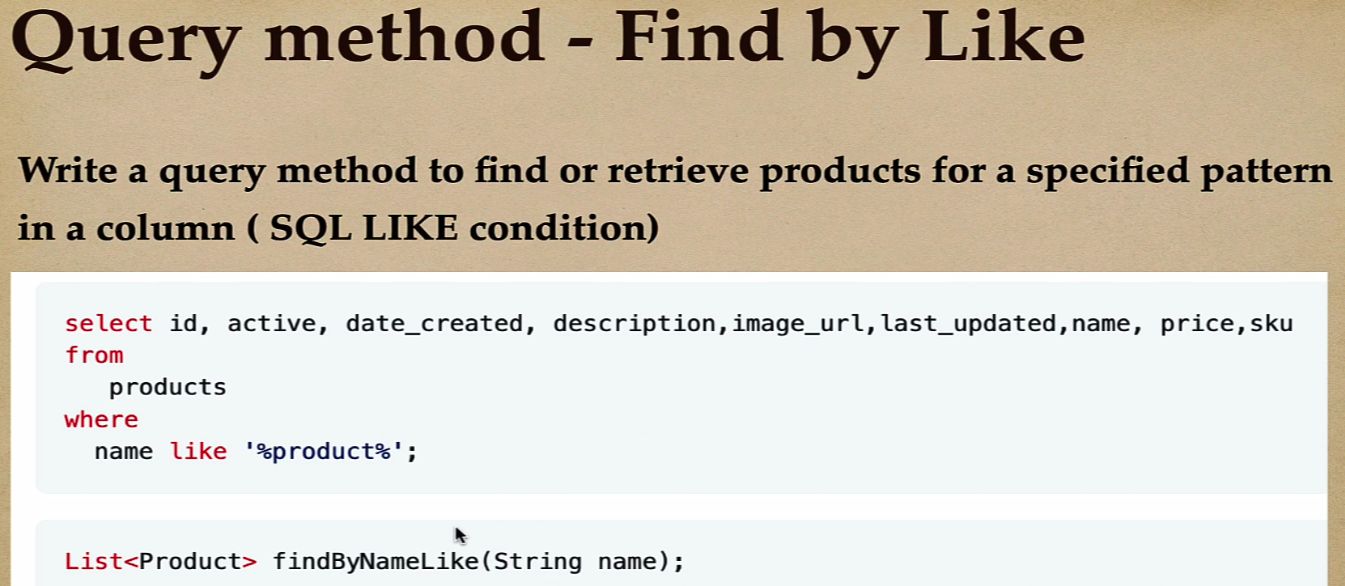 Query method - Find by Like
Write a query method to find or retrieve products for a specified pattern
in a column ( SQL LIKE condition)
select id, active, date_created, description,image_url,last_updated,name, price,sku
from
products
where
name like '%product%';
List<Product> findByNameLike(String name);